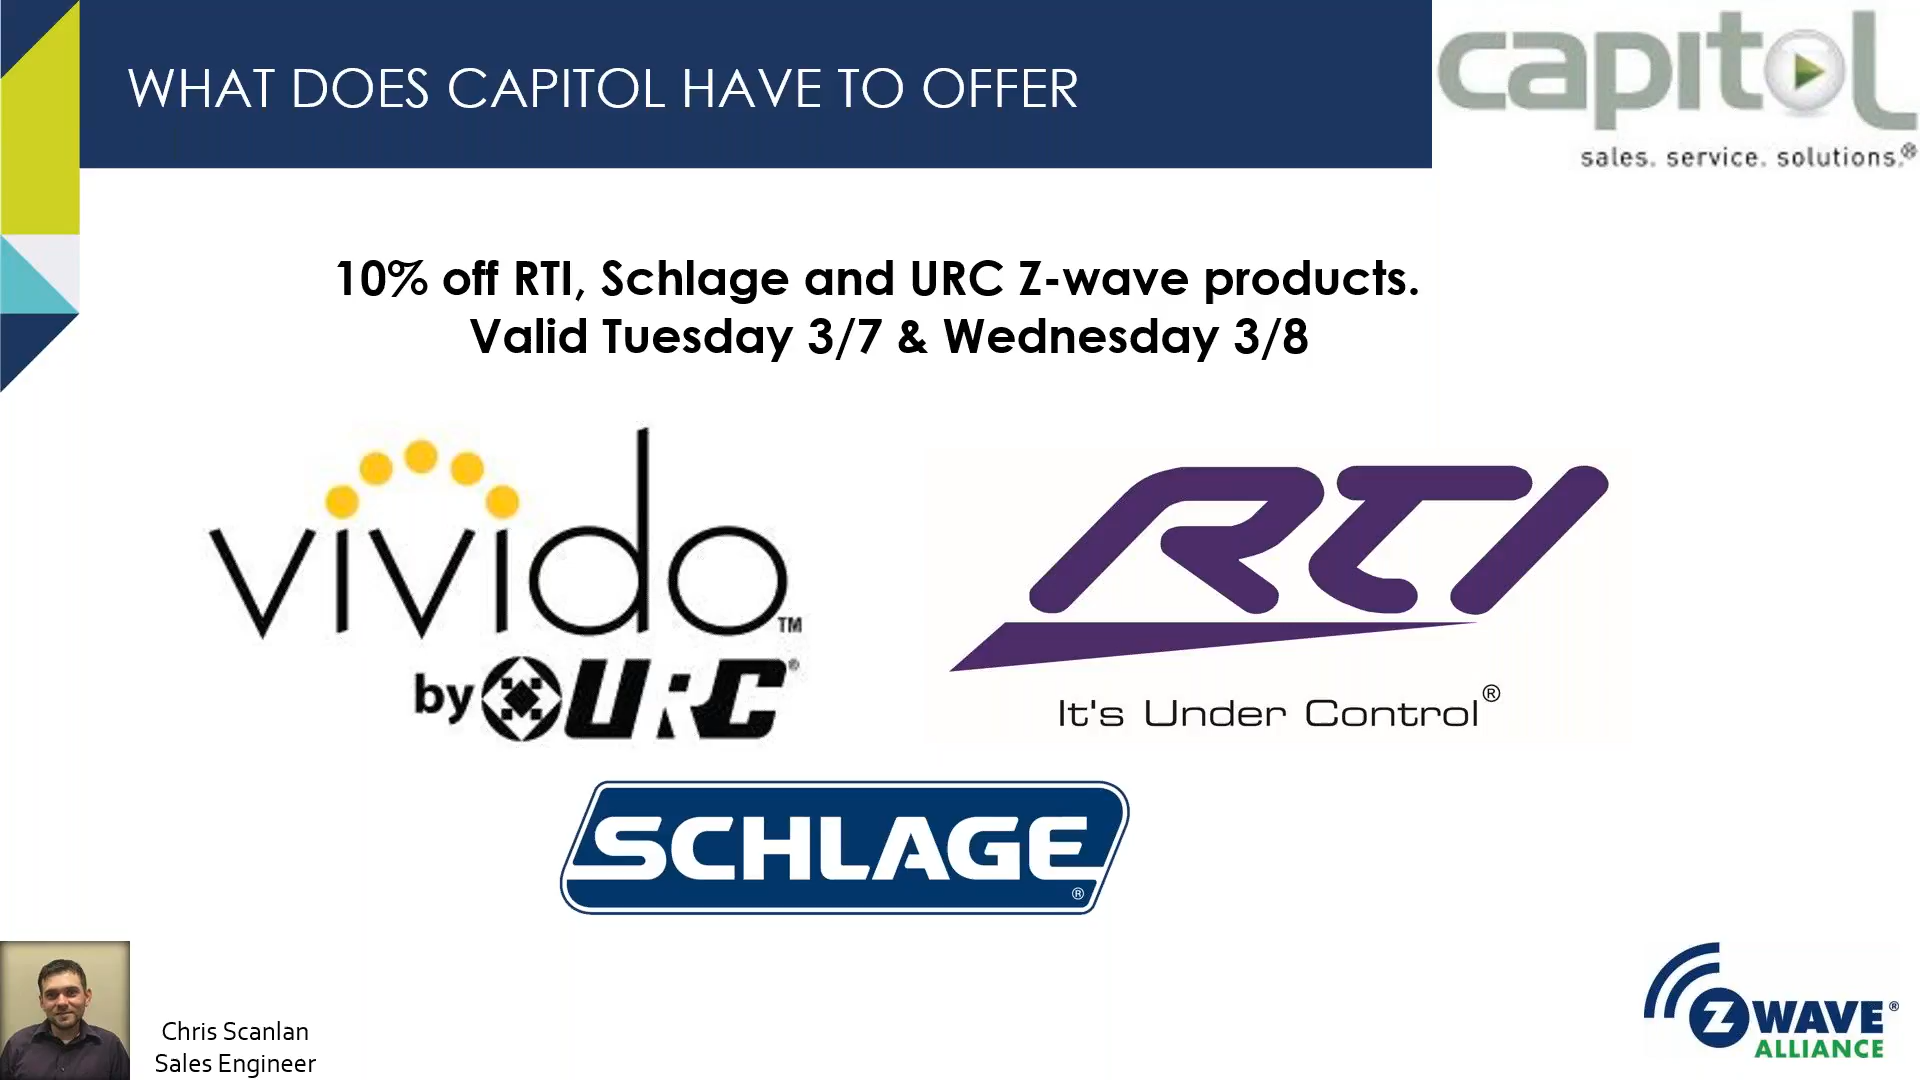 WHAT DOES CAPITOL HAVE TO OFFER
capitol
sales. service. solutions.®
10% off RTI, Schlage and URC Z-wave products.
Valid Tuesday 3/7 & Wednesday 3/8
vivido™
by URC®
RTI
It's Under Control®
SCHLAGE®
Chris Scanlan
Sales Engineer
Z WAVE®
ALLIANCE